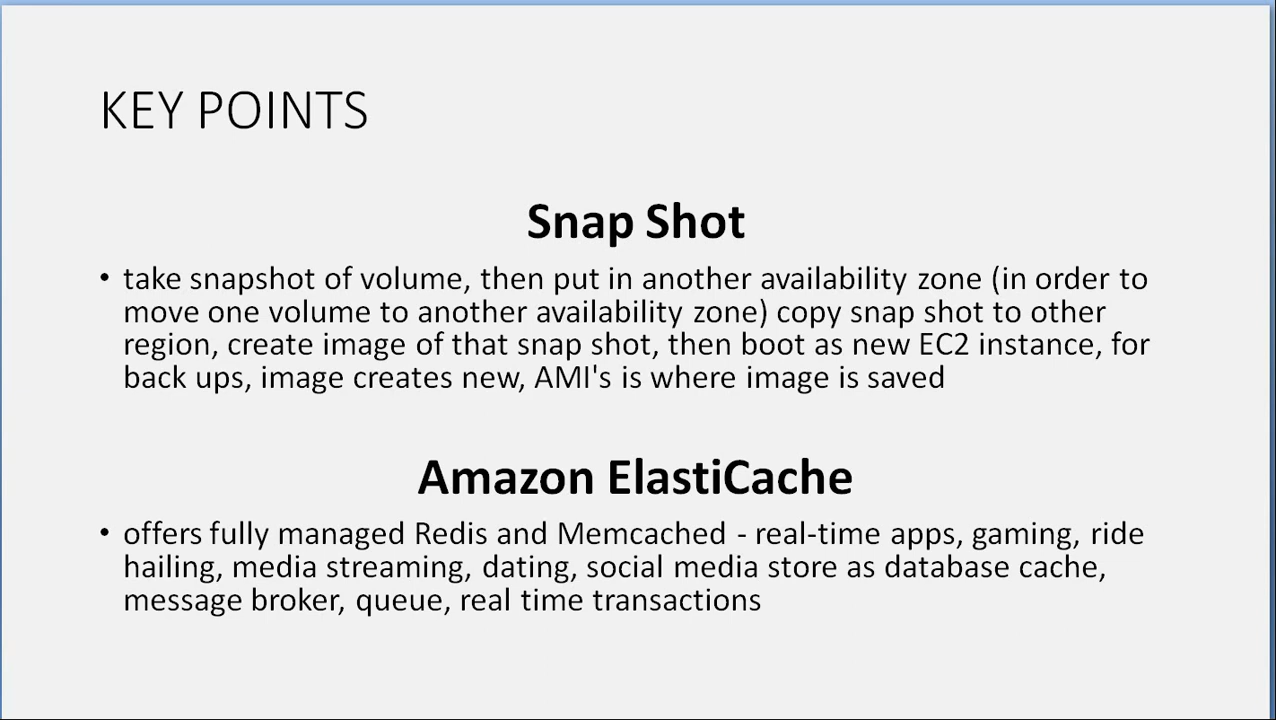 KEY POINTS
Snap Shot
• take snapshot of volume, then put in another availability zone (in order to
move one volume to another availability zone) copy snap shot to other
region, create image of that snap shot, then boot as new EC2 instance, for
back ups, image creates new, AMI's is where image is saved
Amazon ElastiCache
• offers fully managed Redis and Memcached - real-time apps, gaming, ride
hailing, media streaming, dating, social media store as database cache,
message broker, queue, real time transactions